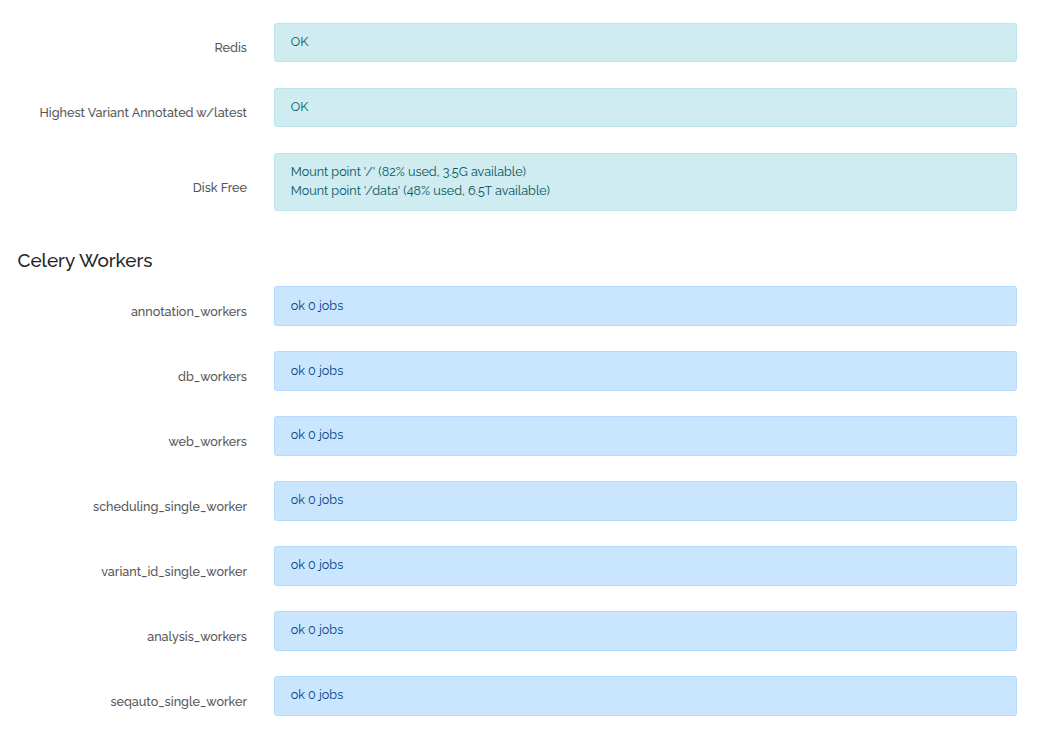 Redis
OK
Highest Variant Annotated w/latest
OK
Disk Free
Mount point '/' (82% used, 3.5G available)
Mount point '/data' (48% used, 6.5T available)
Celery Workers
annotation_workers
ok 0 jobs
db_workers
ok 0 jobs
web_workers
ok 0 jobs
scheduling_single_worker
ok 0 jobs
variant_id_single_worker
ok 0 jobs
analysis_workers
ok 0 jobs
seqauto_single_worker
ok 0 jobs